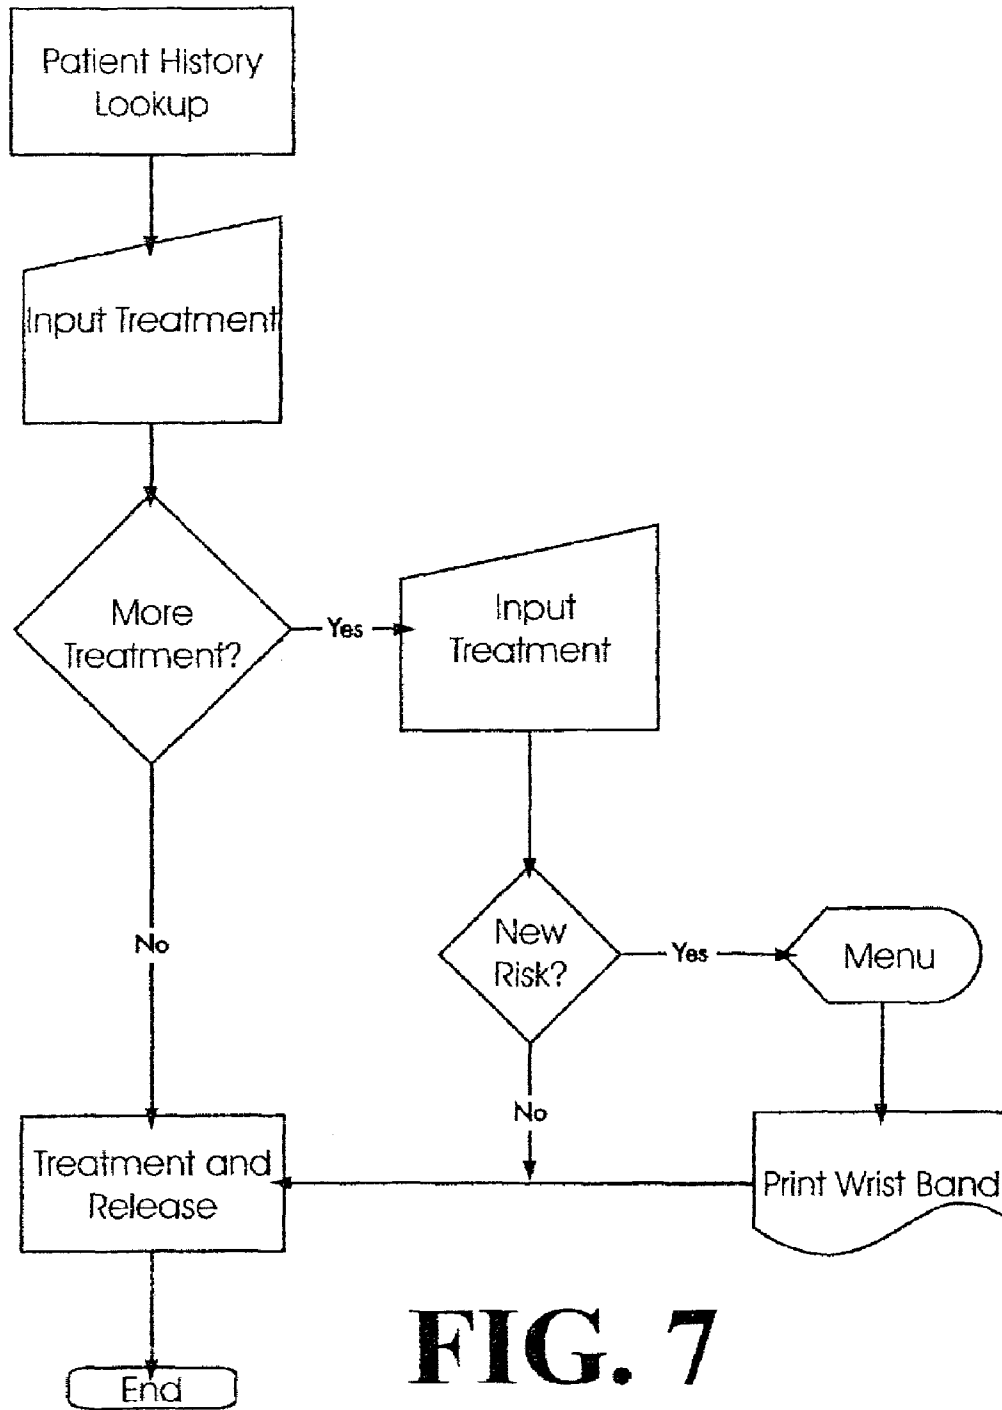 Patient History
Lookup
Input Treatment
More
Treatment?
Yes
Input
Treatment
No
New
Risk?
Yes
Menu
No
Treatment and
Release
Print Wrist Band
End
FIG. 7